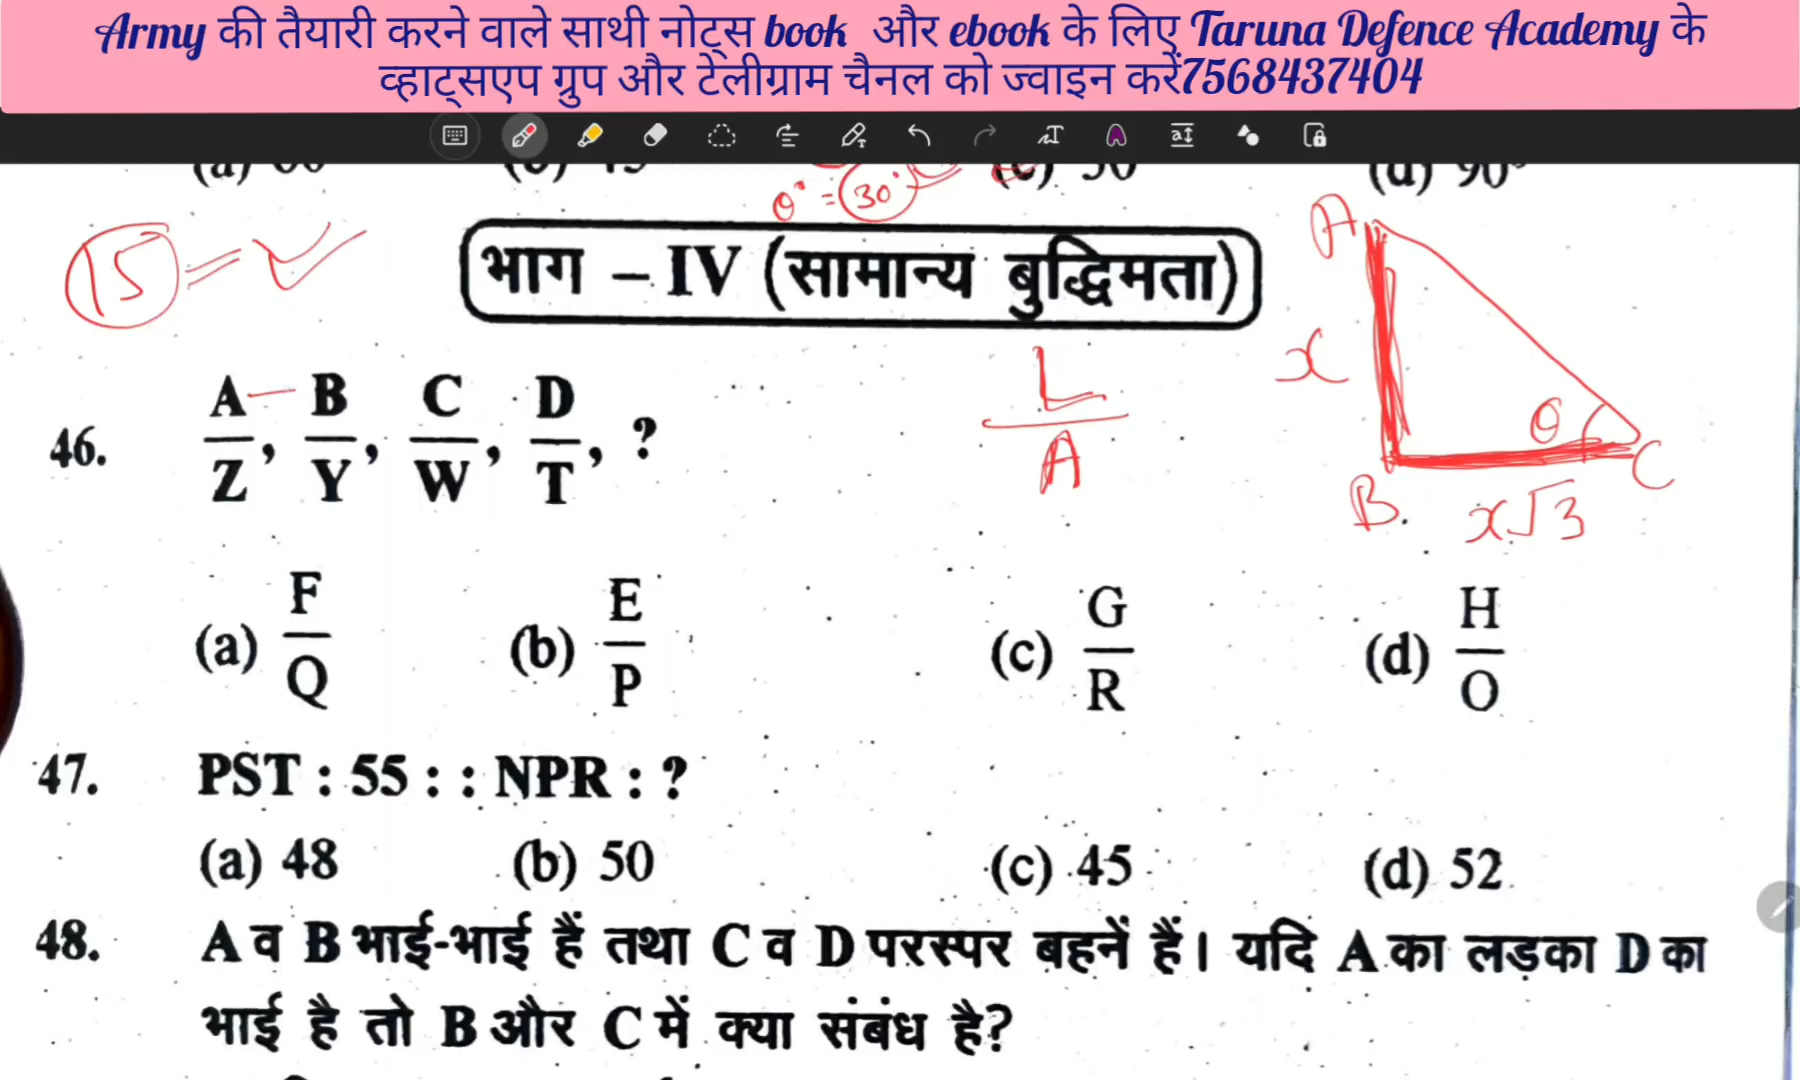 Army की तैयारी करने वाले साथी नोट्स book और ebook के लिए Taruna Defence Academy के
व्हाट्सएप ग्रुप और टेलीग्राम चैनल को ज्वाइन करें7568437404
θ° = 30°
(d) 90°
15
भाग – IV (सामान्य बुद्धिमता)
46. A/Z, B/Y, C/W, D/T, ?
L/A
A
x
θ
B
C
x√3
(a) F/Q (b) E/P (c) G/R (d) H/O
47. PST : 55 : : NPR : ?
(a) 48 (b) 50 (c) 45 (d) 52
48. A व B भाई-भाई हैं तथा C व D परस्पर बहनें हैं। यदि A का लड़का D का
भाई है तो B और C में क्या संबंध है?